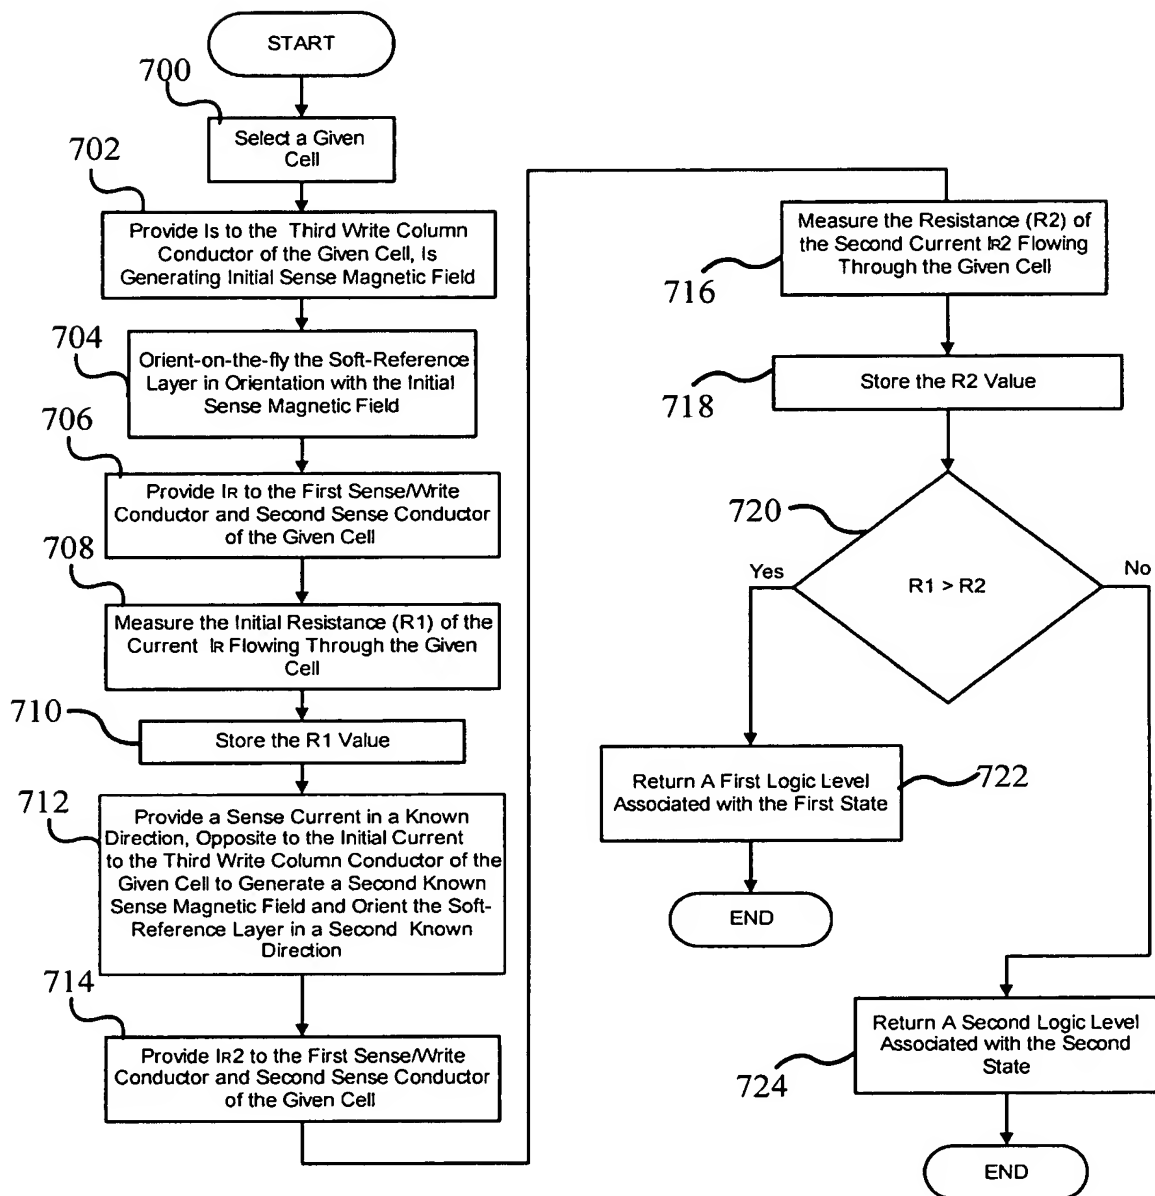 START
700
Select a Given
Cell
702
Provide Is to the Third Write Column
Conductor of the Given Cell, Is
Generating Initial Sense Magnetic Field
704
Orient-on-the-fly the Soft-Reference
Layer in Orientation with the Initial
Sense Magnetic Field
706
Provide IR to the First Sense/Write
Conductor and Second Sense Conductor
of the Given Cell
708
Measure the Initial Resistance (R1) of the
Current IR Flowing Through the Given
Cell
710
Store the R1 Value
712
Provide a Sense Current in a Known
Direction, Opposite to the Initial Current
to the Third Write Column Conductor of the
Given Cell to Generate a Second Known
Sense Magnetic Field and Orient the Soft-
Reference Layer in a Second Known
Direction
714
Provide IR2 to the First Sense/Write
Conductor and Second Sense Conductor
of the Given Cell
Measure the Resistance (R2) of
the Second Current IR2 Flowing
Through the Given Cell
716
Store the R2 Value
718
720
R1 > R2
Yes
No
Return A First Logic Level
Associated with the First State
722
END
Return A Second Logic Level
Associated with the Second
State
724
END